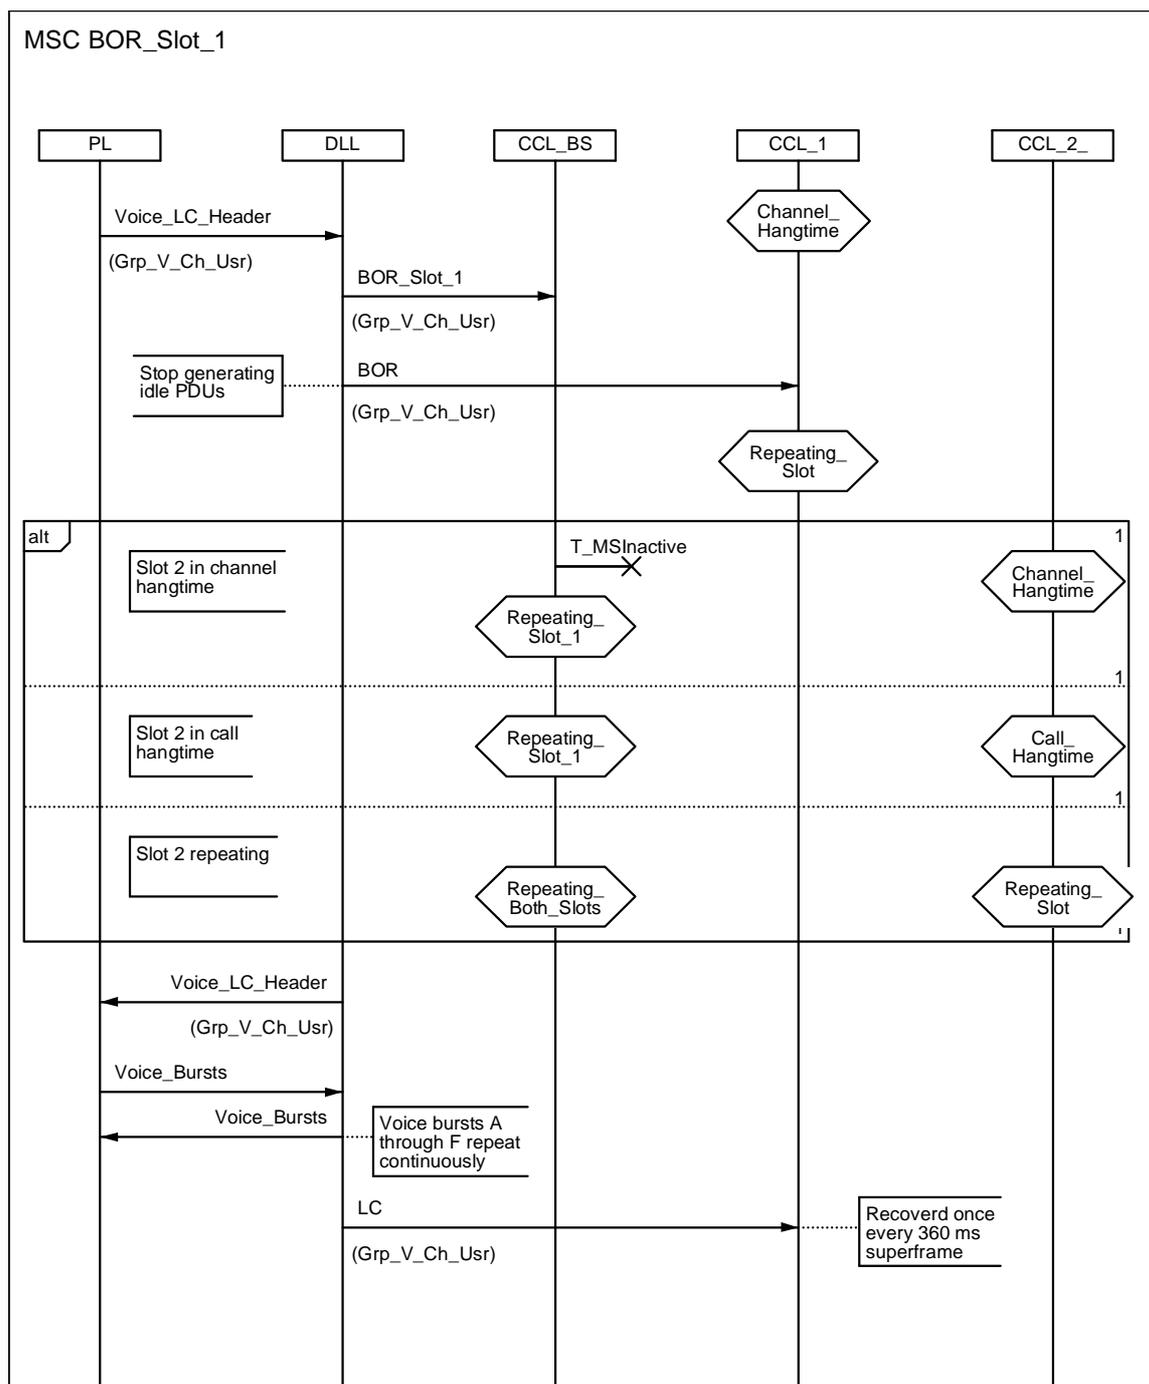 MSC BOR_Slot_1
PL
DLL
CCL_BS
CCL_1
CCL_2_
Voice_LC_Header
(Grp_V_Ch_Usr)
Channel_
Hangtime
BOR_Slot_1
(Grp_V_Ch_Usr)
Stop generating
idle PDUs
BOR
(Grp_V_Ch_Usr)
Repeating_
Slot
alt
1
Slot 2 in channel
hangtime
T_MSInactive
Channel_
Hangtime
Repeating_
Slot_1
1
Slot 2 in call
hangtime
Repeating_
Slot_1
Call_
Hangtime
1
Slot 2 repeating
Repeating_
Both_Slots
Repeating_
Slot
Voice_LC_Header
(Grp_V_Ch_Usr)
Voice_Bursts
Voice_Bursts
Voice bursts A
through F repeat
continuously
LC
(Grp_V_Ch_Usr)
Recoverd once
every 360 ms
superframe